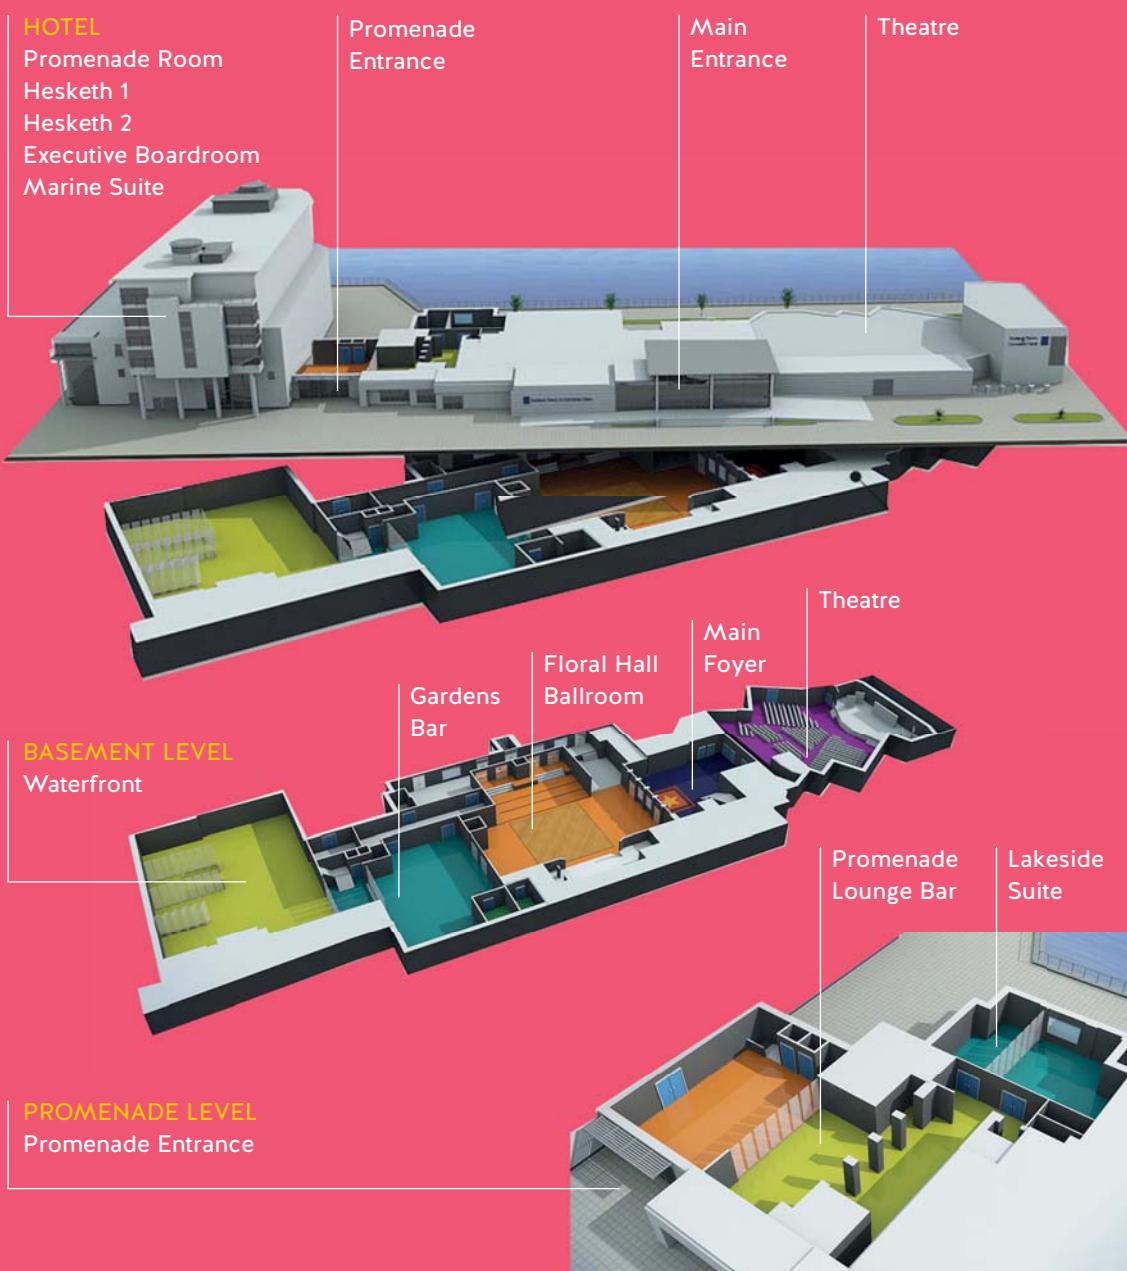 HOTEL
Promenade Room
Hesketh 1
Hesketh 2
Executive Boardroom
Marine Suite
Promenade
Entrance
Main
Entrance
Theatre
Theatre
Main
Foyer
Floral Hall
Ballroom
Gardens
Bar
BASEMENT LEVEL
Waterfront
Promenade
Lounge Bar
Lakeside
Suite
PROMENADE LEVEL
Promenade Entrance